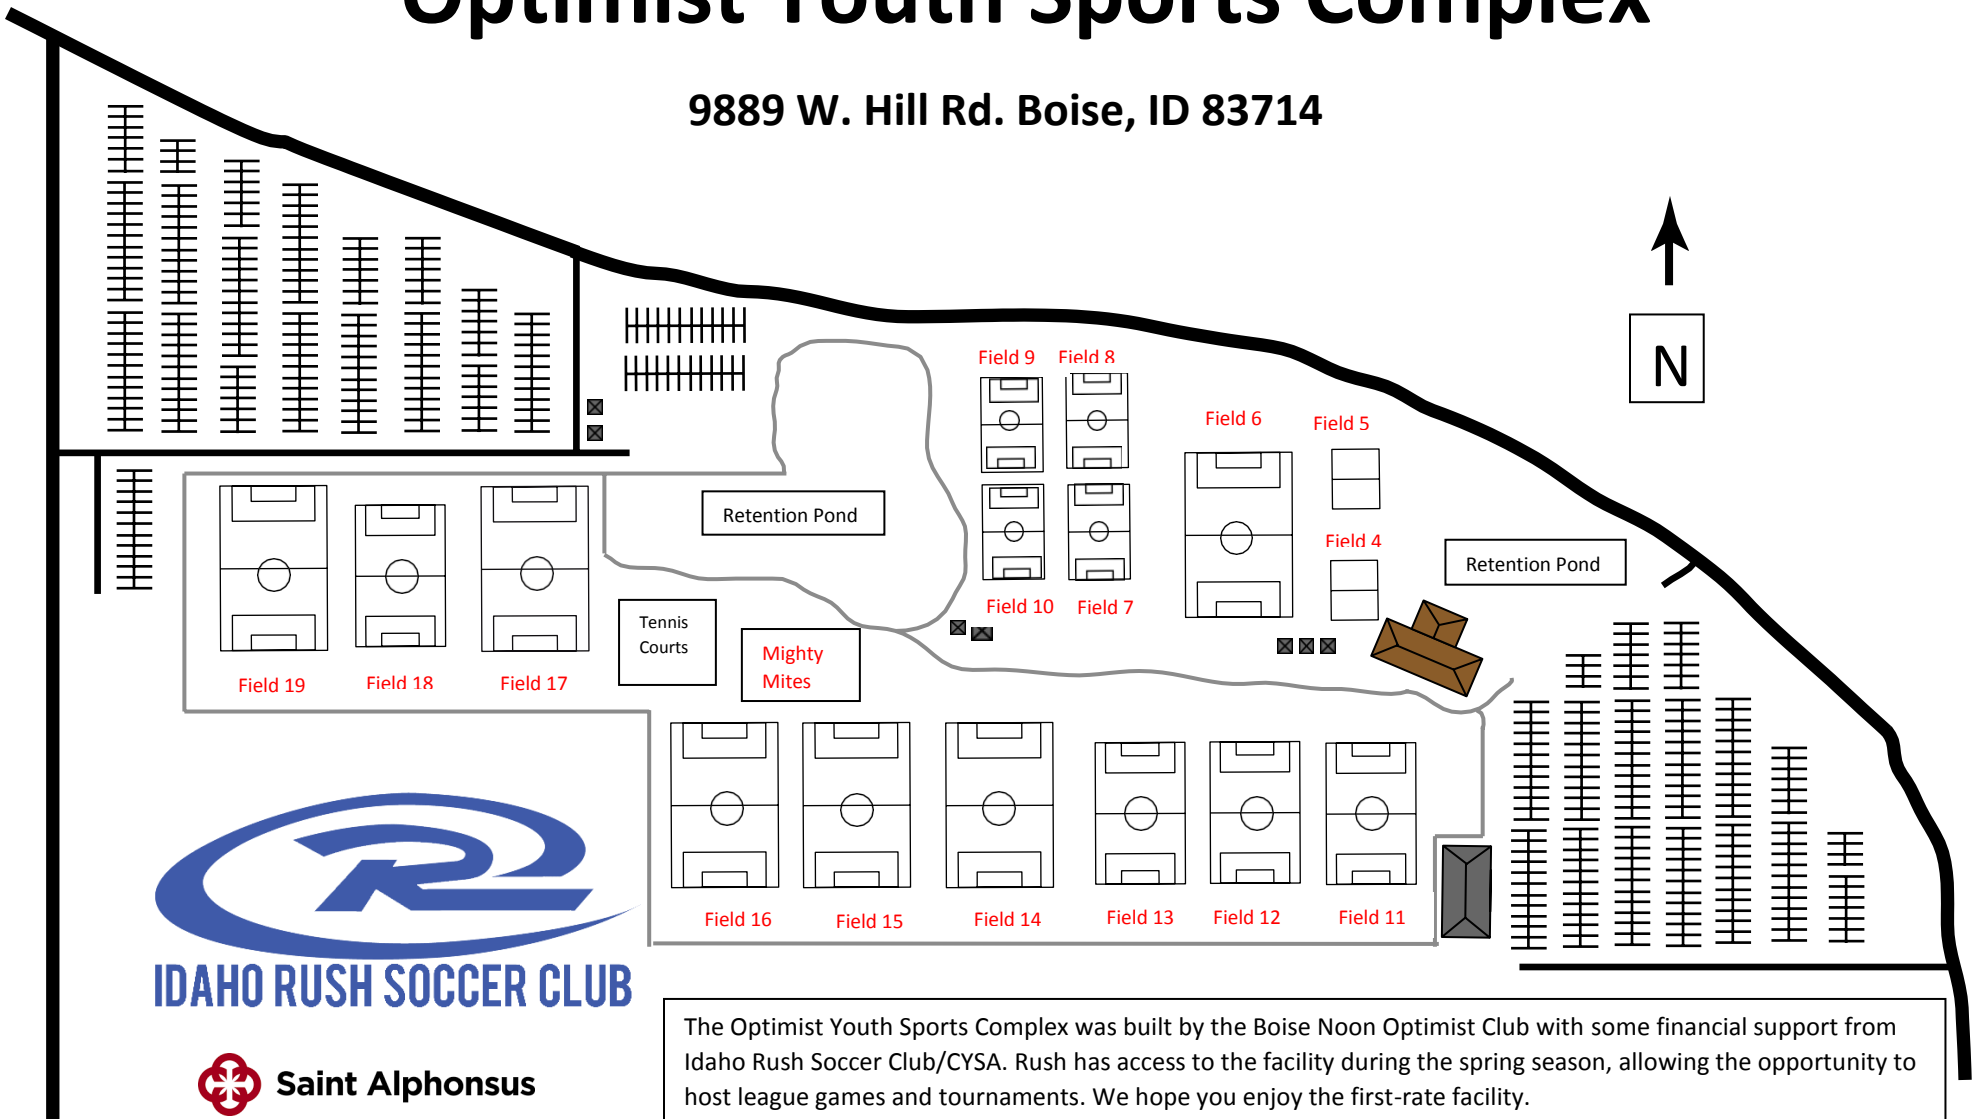 Optimist Youth Sports Complex
9889 W. Hill Rd. Boise, ID 83714
N
Field 9
Field 8
Field 6
Field 5
Retention Pond
Field 4
Retention Pond
Field 10
Field 7
Tennis
Courts
Mighty
Mites
Field 19
Field 18
Field 17
Field 16
Field 15
Field 14
Field 13
Field 12
Field 11
R
IDAHO RUSH SOCCER CLUB
Saint Alphonsus
The Optimist Youth Sports Complex was built by the Boise Noon Optimist Club with some financial support from
Idaho Rush Soccer Club/CYSA. Rush has access to the facility during the spring season, allowing the opportunity to
host league games and tournaments. We hope you enjoy the first-rate facility.